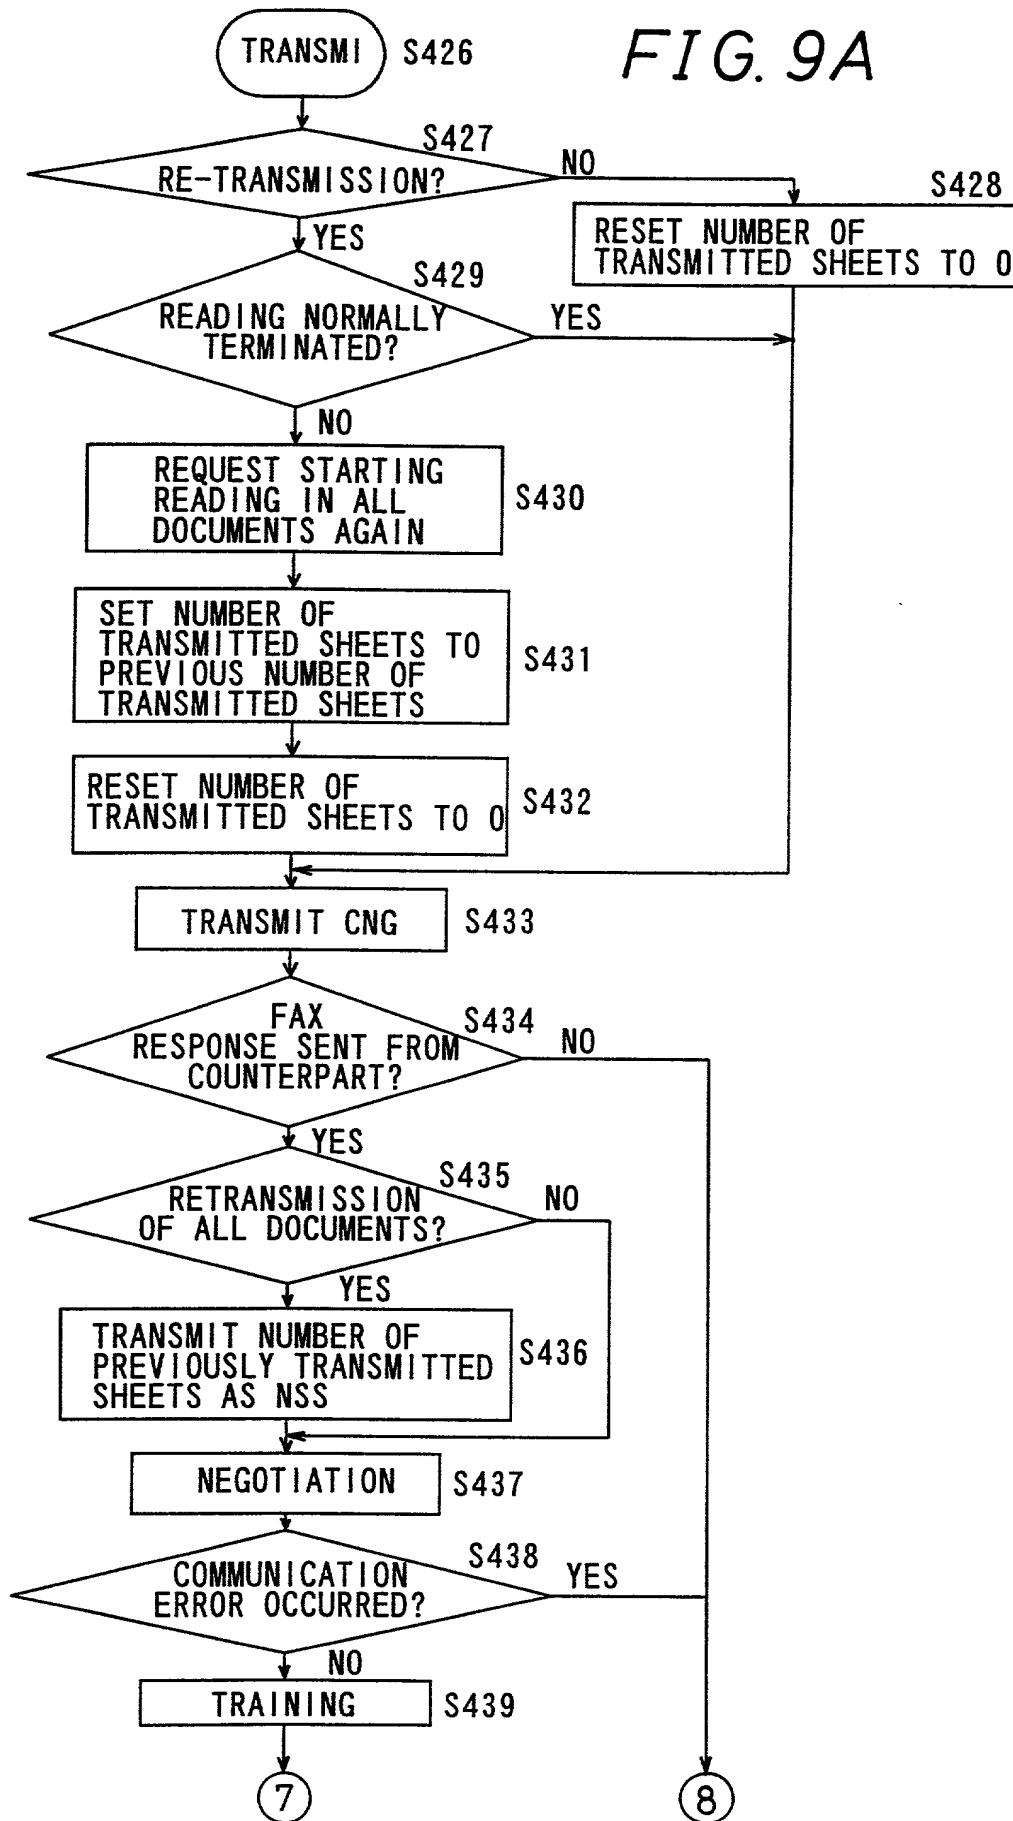 FIG. 9A
TRANSMI S426
S427
RE-TRANSMISSION?
NO
YES
S428
RESET NUMBER OF
TRANSMITTED SHEETS TO 0
S429
READING NORMALLY
TERMINATED?
YES
NO
REQUEST STARTING
READING IN ALL
DOCUMENTS AGAIN
S430
SET NUMBER OF
TRANSMITTED SHEETS TO
PREVIOUS NUMBER OF
TRANSMITTED SHEETS
S431
RESET NUMBER OF
TRANSMITTED SHEETS TO 0
S432
TRANSMIT CNG S433
S434
FAX
RESPONSE SENT FROM
COUNTERPART?
NO
YES
S435
RETRANSMISSION
OF ALL DOCUMENTS?
NO
YES
TRANSMIT NUMBER OF
PREVIOUSLY TRANSMITTED
SHEETS AS NSS
S436
NEGOTIATION S437
S438
COMMUNICATION
ERROR OCCURRED?
YES
NO
TRAINING S439
7
8